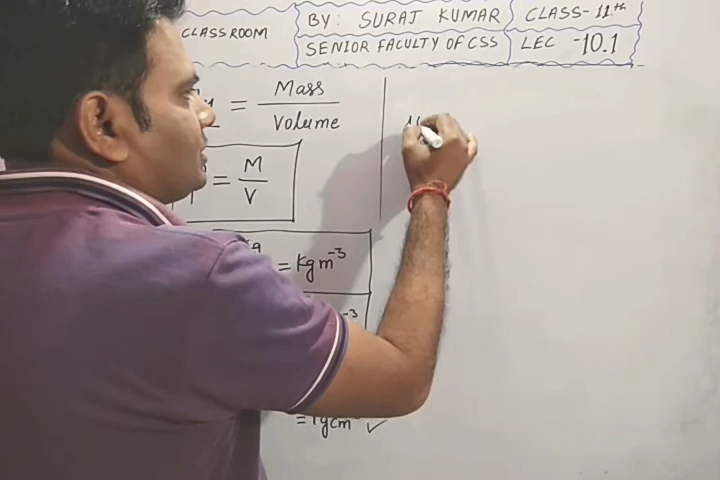 CLASSROOM
BY: SURAJ KUMAR
CLASS-11th
SENIOR FACULTY OF CSS
LEC -10.1
= Mass
Volume
= M
V
= kgm⁻³
⁻³
= 1gcm ✓